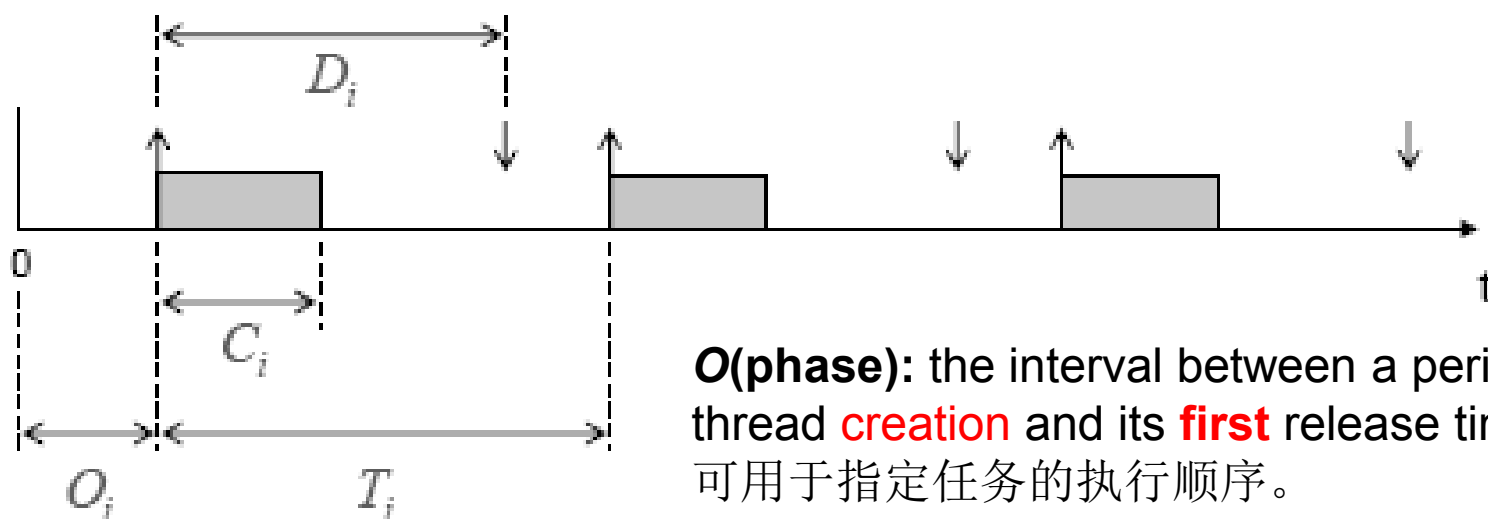 D_i
0
t
C_i
O(phase): the interval between a peri
thread creation and its first release tir
可用于指定任务的执行顺序。
O_i
T_i